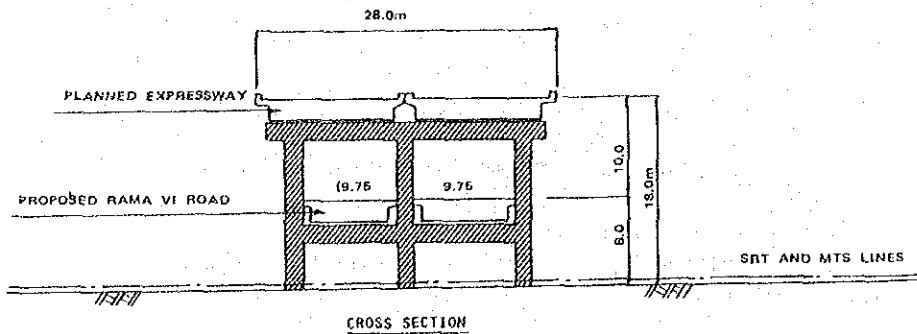 28.0m
PLANNED EXPRESSWAY
(9.75 9.75
PROPOSED RAMA VI ROAD
10.0
18.0m
8.0
SRT AND MTS LINES
CROSS SECTION